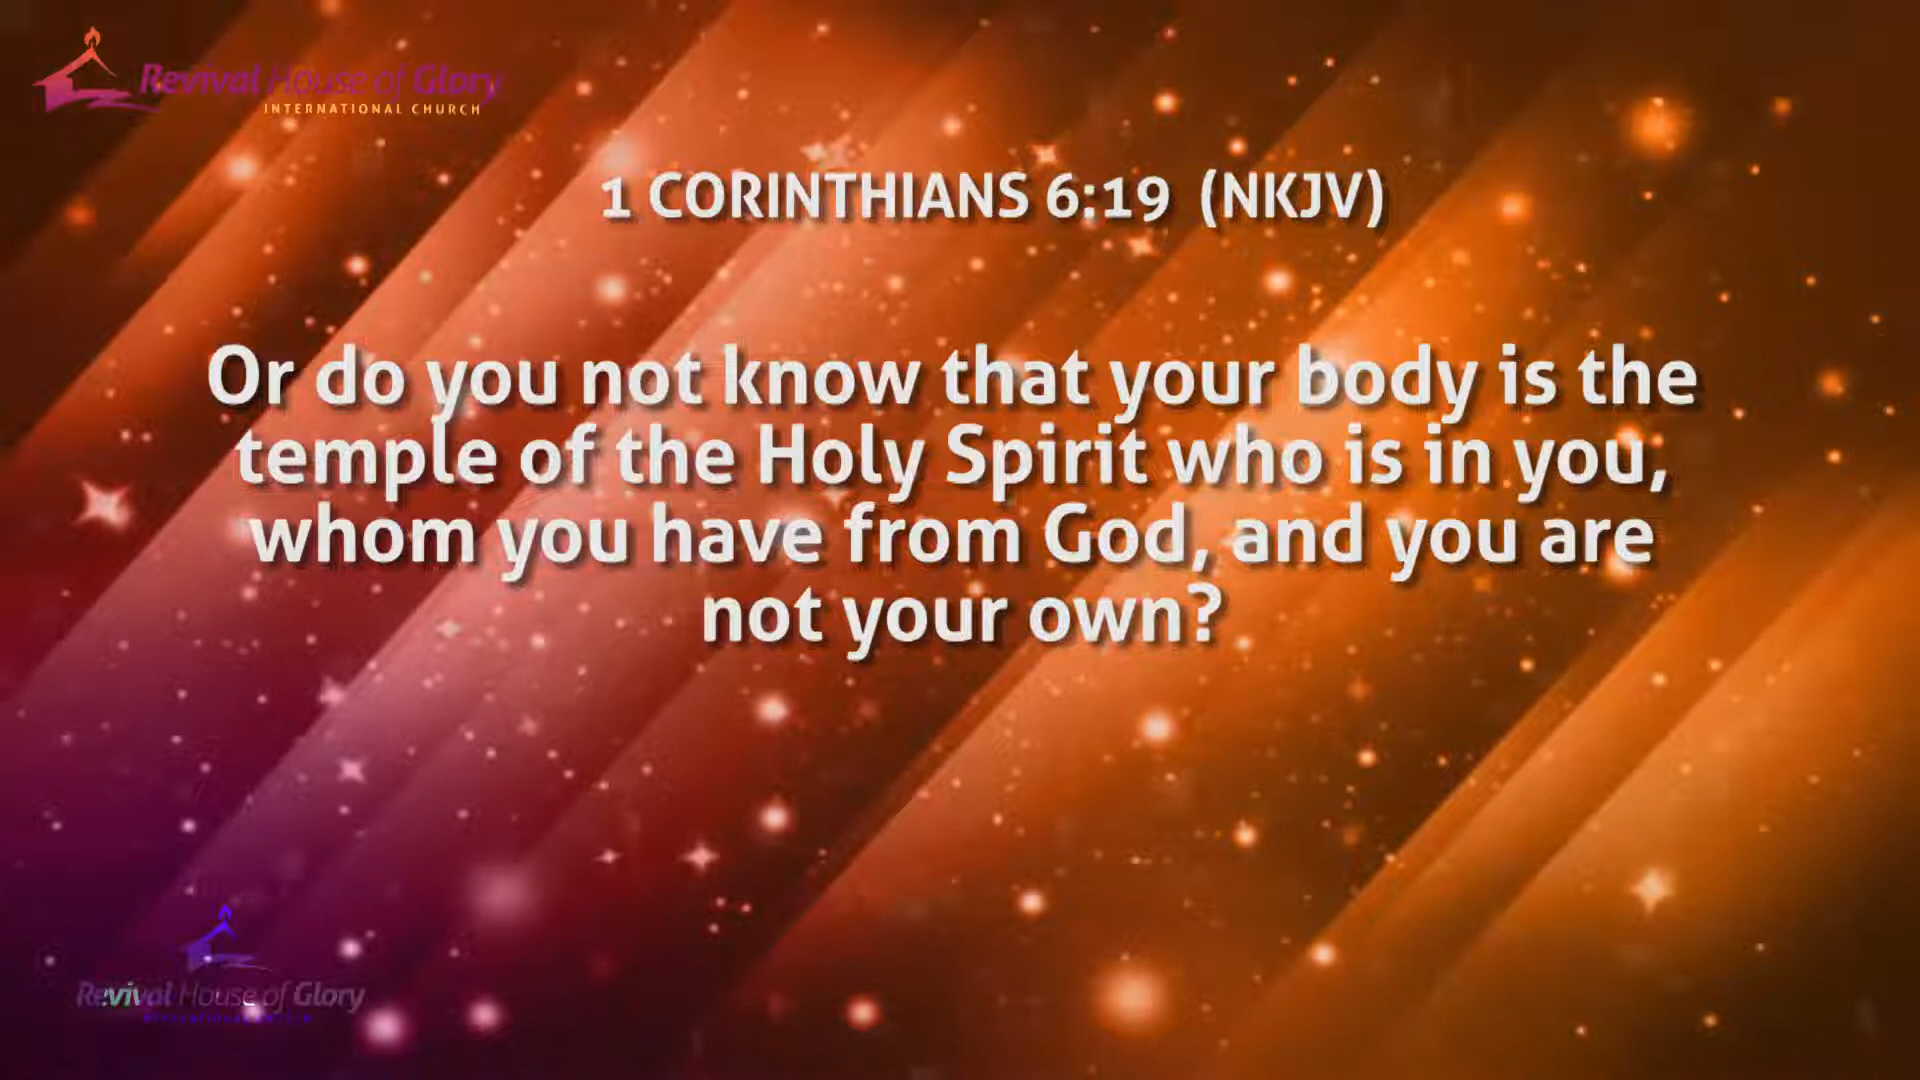 Revival House of Glory
INTERNATIONAL CHURCH
1 CORINTHIANS 6:19 (NKJV)
Or do you not know that your body is the
temple of the Holy Spirit who is in you,
whom you have from God, and you are
not your own?
Revival House of Glory
INTERNATIONAL CHURCH